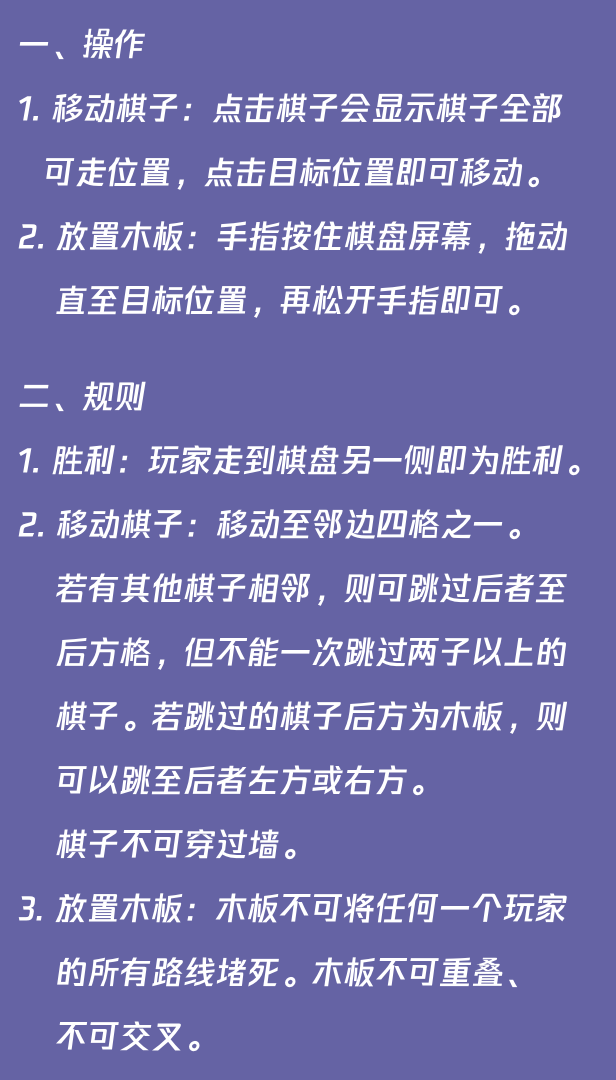 一、操作
1. 移动棋子：点击棋子会显示棋子全部
可走位置，点击目标位置即可移动。
2. 放置木板：手指按住棋盘屏幕，拖动
直至目标位置，再松开手指即可。
二、规则
1. 胜利：玩家走到棋盘另一侧即为胜利。
2. 移动棋子：移动至邻边四格之一。
若有其他棋子相邻，则可跳过后者至
后方格，但不能一次跳过两子以上的
棋子。若跳过的棋子后方为木板，则
可以跳至后者左方或右方。
棋子不可穿过墙。
3. 放置木板：木板不可将任何一个玩家
的所有路线堵死。木板不可重叠、
不可交叉。